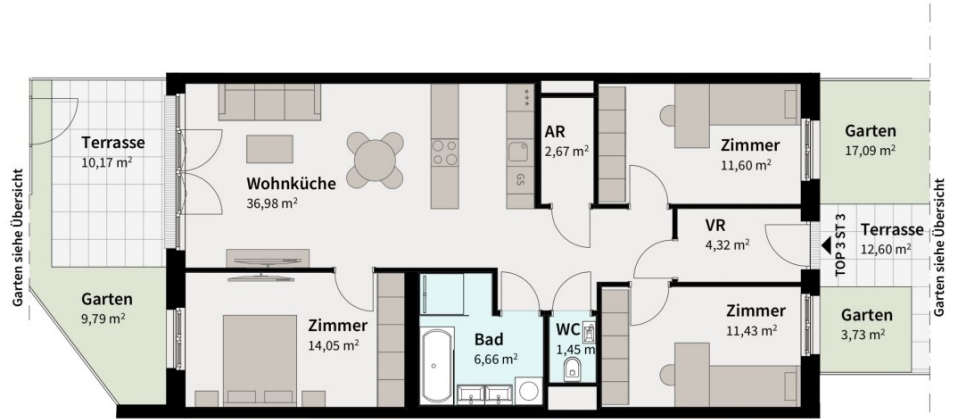 Garten siehe Übersicht
Terrasse
10,17 m²
Garten
9,79 m²
Wohnküche
36,98 m²
GS
AR
2,67 m²
Zimmer
11,60 m²
VR
4,32 m²
TOP 3 ST 3
Garten
17,09 m²
Terrasse
12,60 m²
Garten
3,73 m²
Garten siehe Übersicht
Zimmer
14,05 m²
Bad
6,66 m²
WC
1,45 m
Zimmer
11,43 m²